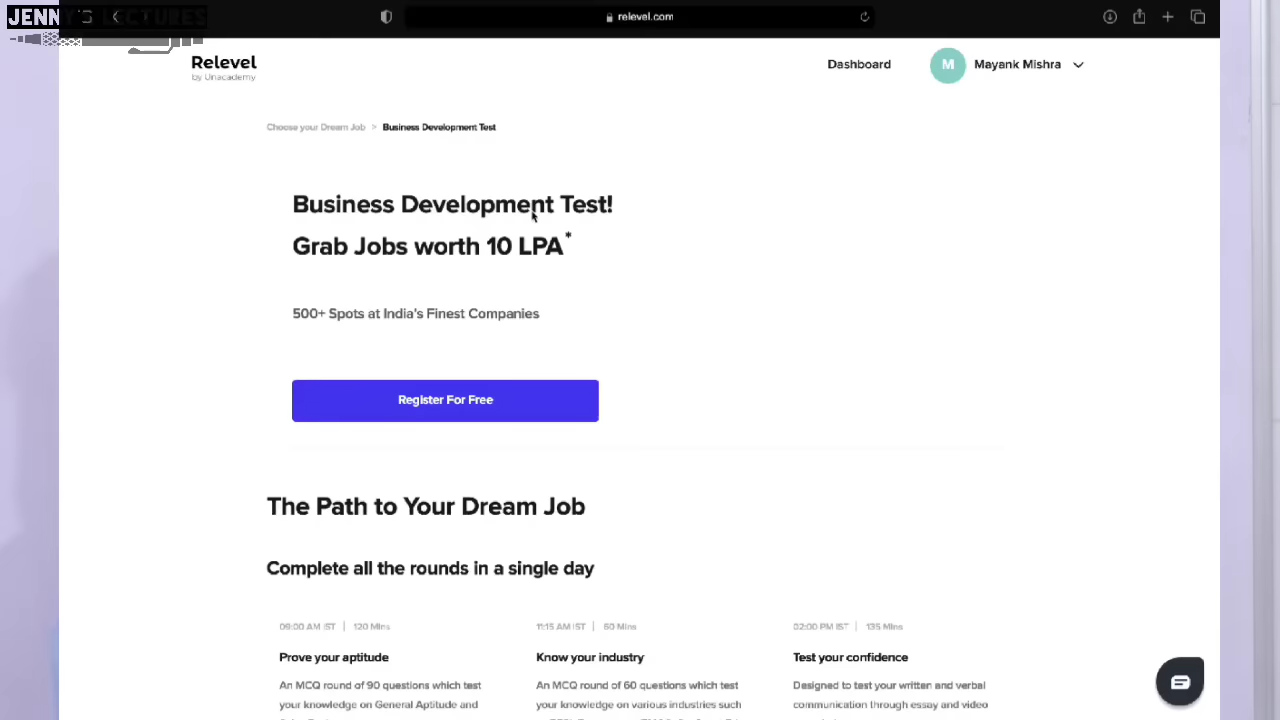 JENNY'S LECTURES
relevel.com
Relevel
by Unacademy
Dashboard
M
Mayank Mishra
Choose your Dream Job > Business Development Test
Business Development Test!
Grab Jobs worth 10 LPA*
500+ Spots at India's Finest Companies
Register For Free
The Path to Your Dream Job
Complete all the rounds in a single day
09:00 AM IST | 120 Mins
Prove your aptitude
An MCQ round of 90 questions which test
your knowledge on General Aptitude and
11:15 AM IST | 60 Mins
Know your industry
An MCQ round of 60 questions which test
your knowledge on various industries such
02:00 PM IST | 135 Mins
Test your confidence
Designed to test your written and verbal
communication through essay and video